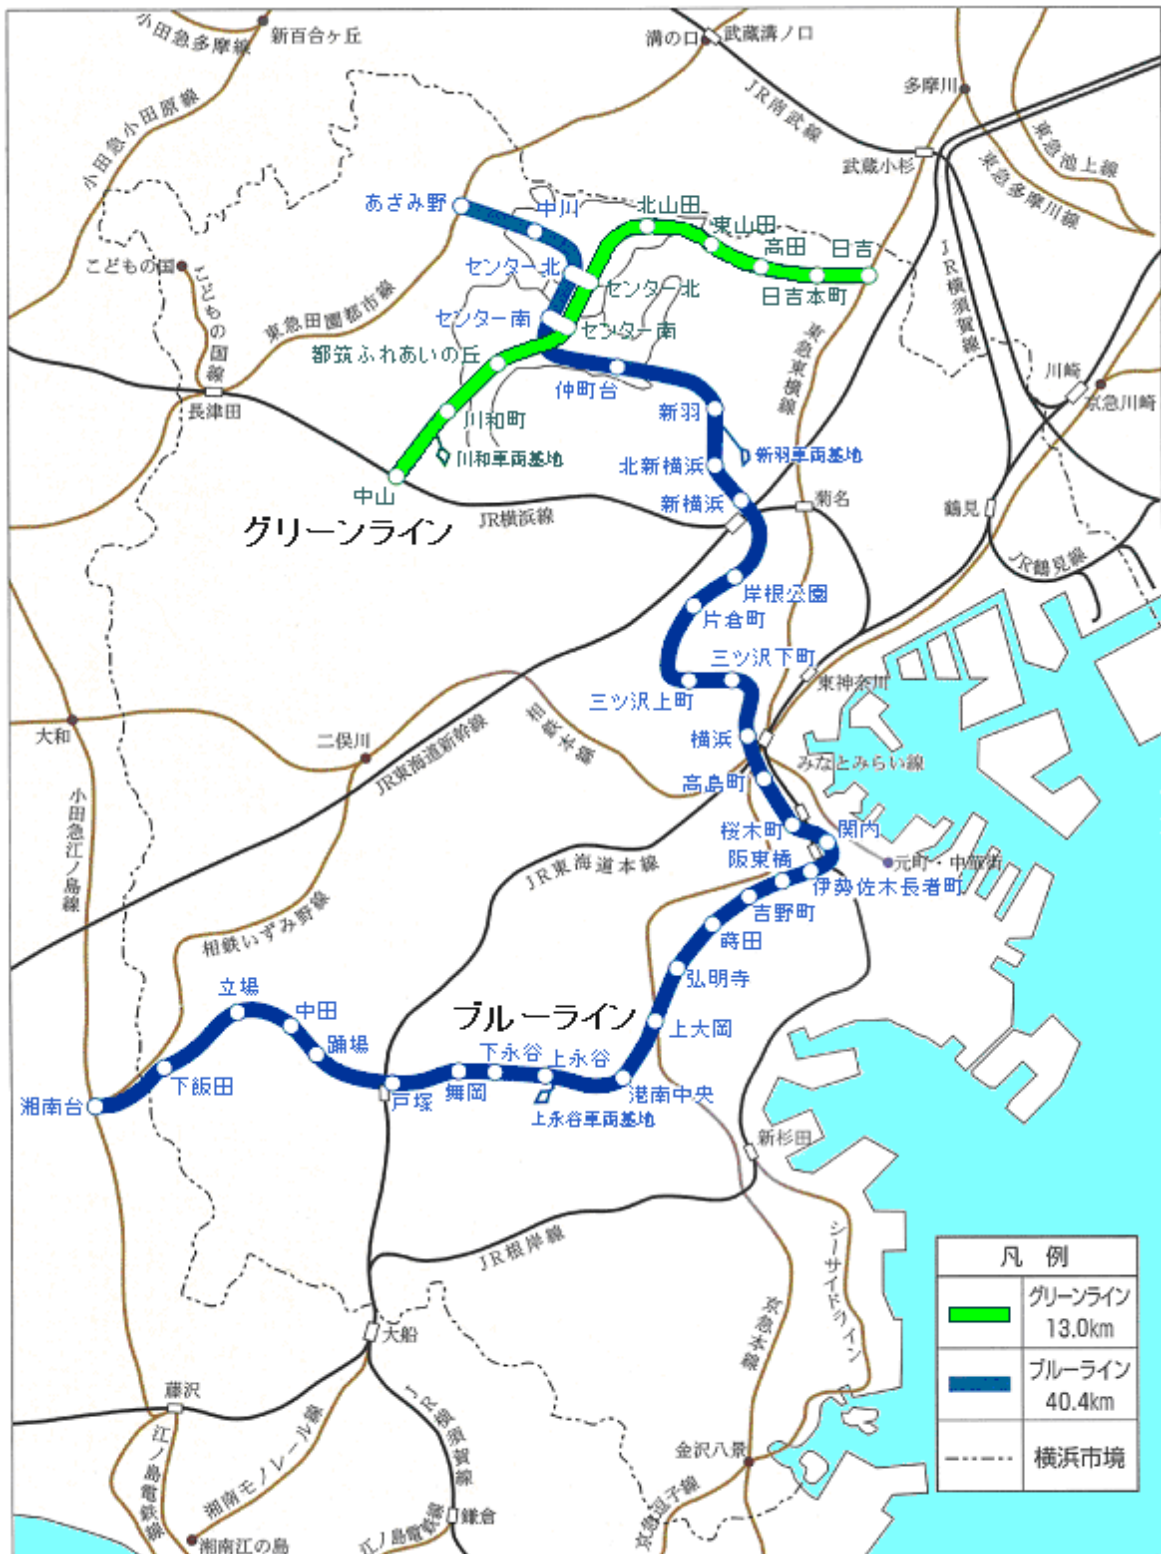 小田急多摩線
新百合ヶ丘
溝の口
武蔵溝ノ口
多摩川
JR南武線
小田急小田原線
武蔵小杉
東急池上線
東急多摩川線
あざみ野
中川
北山田
東山田
高田
日吉
こどもの国
こどもの国線
センター北
センター北
日吉本町
JR横須賀線
東急田園都市線
センター南
センター南
都筑ふれあいの丘
東急東横線
仲町台
川崎
京急川崎
長津田
川和町
新羽
川和車両基地
新羽車両基地
北新横浜
中山
新横浜
菊名
鶴見
グリーンライン
JR横浜線
JR鶴見線
岸根公園
片倉町
三ツ沢下町
東神奈川
三ツ沢上町
相鉄本線
大和
二俣川
横浜
JR東海道新幹線
みなとみらい線
高島町
小田急江ノ島線
桜木町
関内
阪東橋
元町・中華街
JR東海道本線
伊勢佐木長者町
吉野町
相鉄いずみ野線
蒔田
弘明寺
立場
中田
ブルーライン
上大岡
踊場
下永谷
上永谷
下飯田
舞岡
湘南台
戸塚
港南中央
上永谷車両基地
新杉田
JR根岸線
シーサイドライン
京急本線
大船
藤沢
JR横須賀線
江ノ島電鉄線
湘南モノレール線
金沢八景
京急逗子線
鎌倉
江ノ島電鉄線
湘南江の島
凡 例
グリーンライン
13.0km
ブルーライン
40.4km
横浜市境